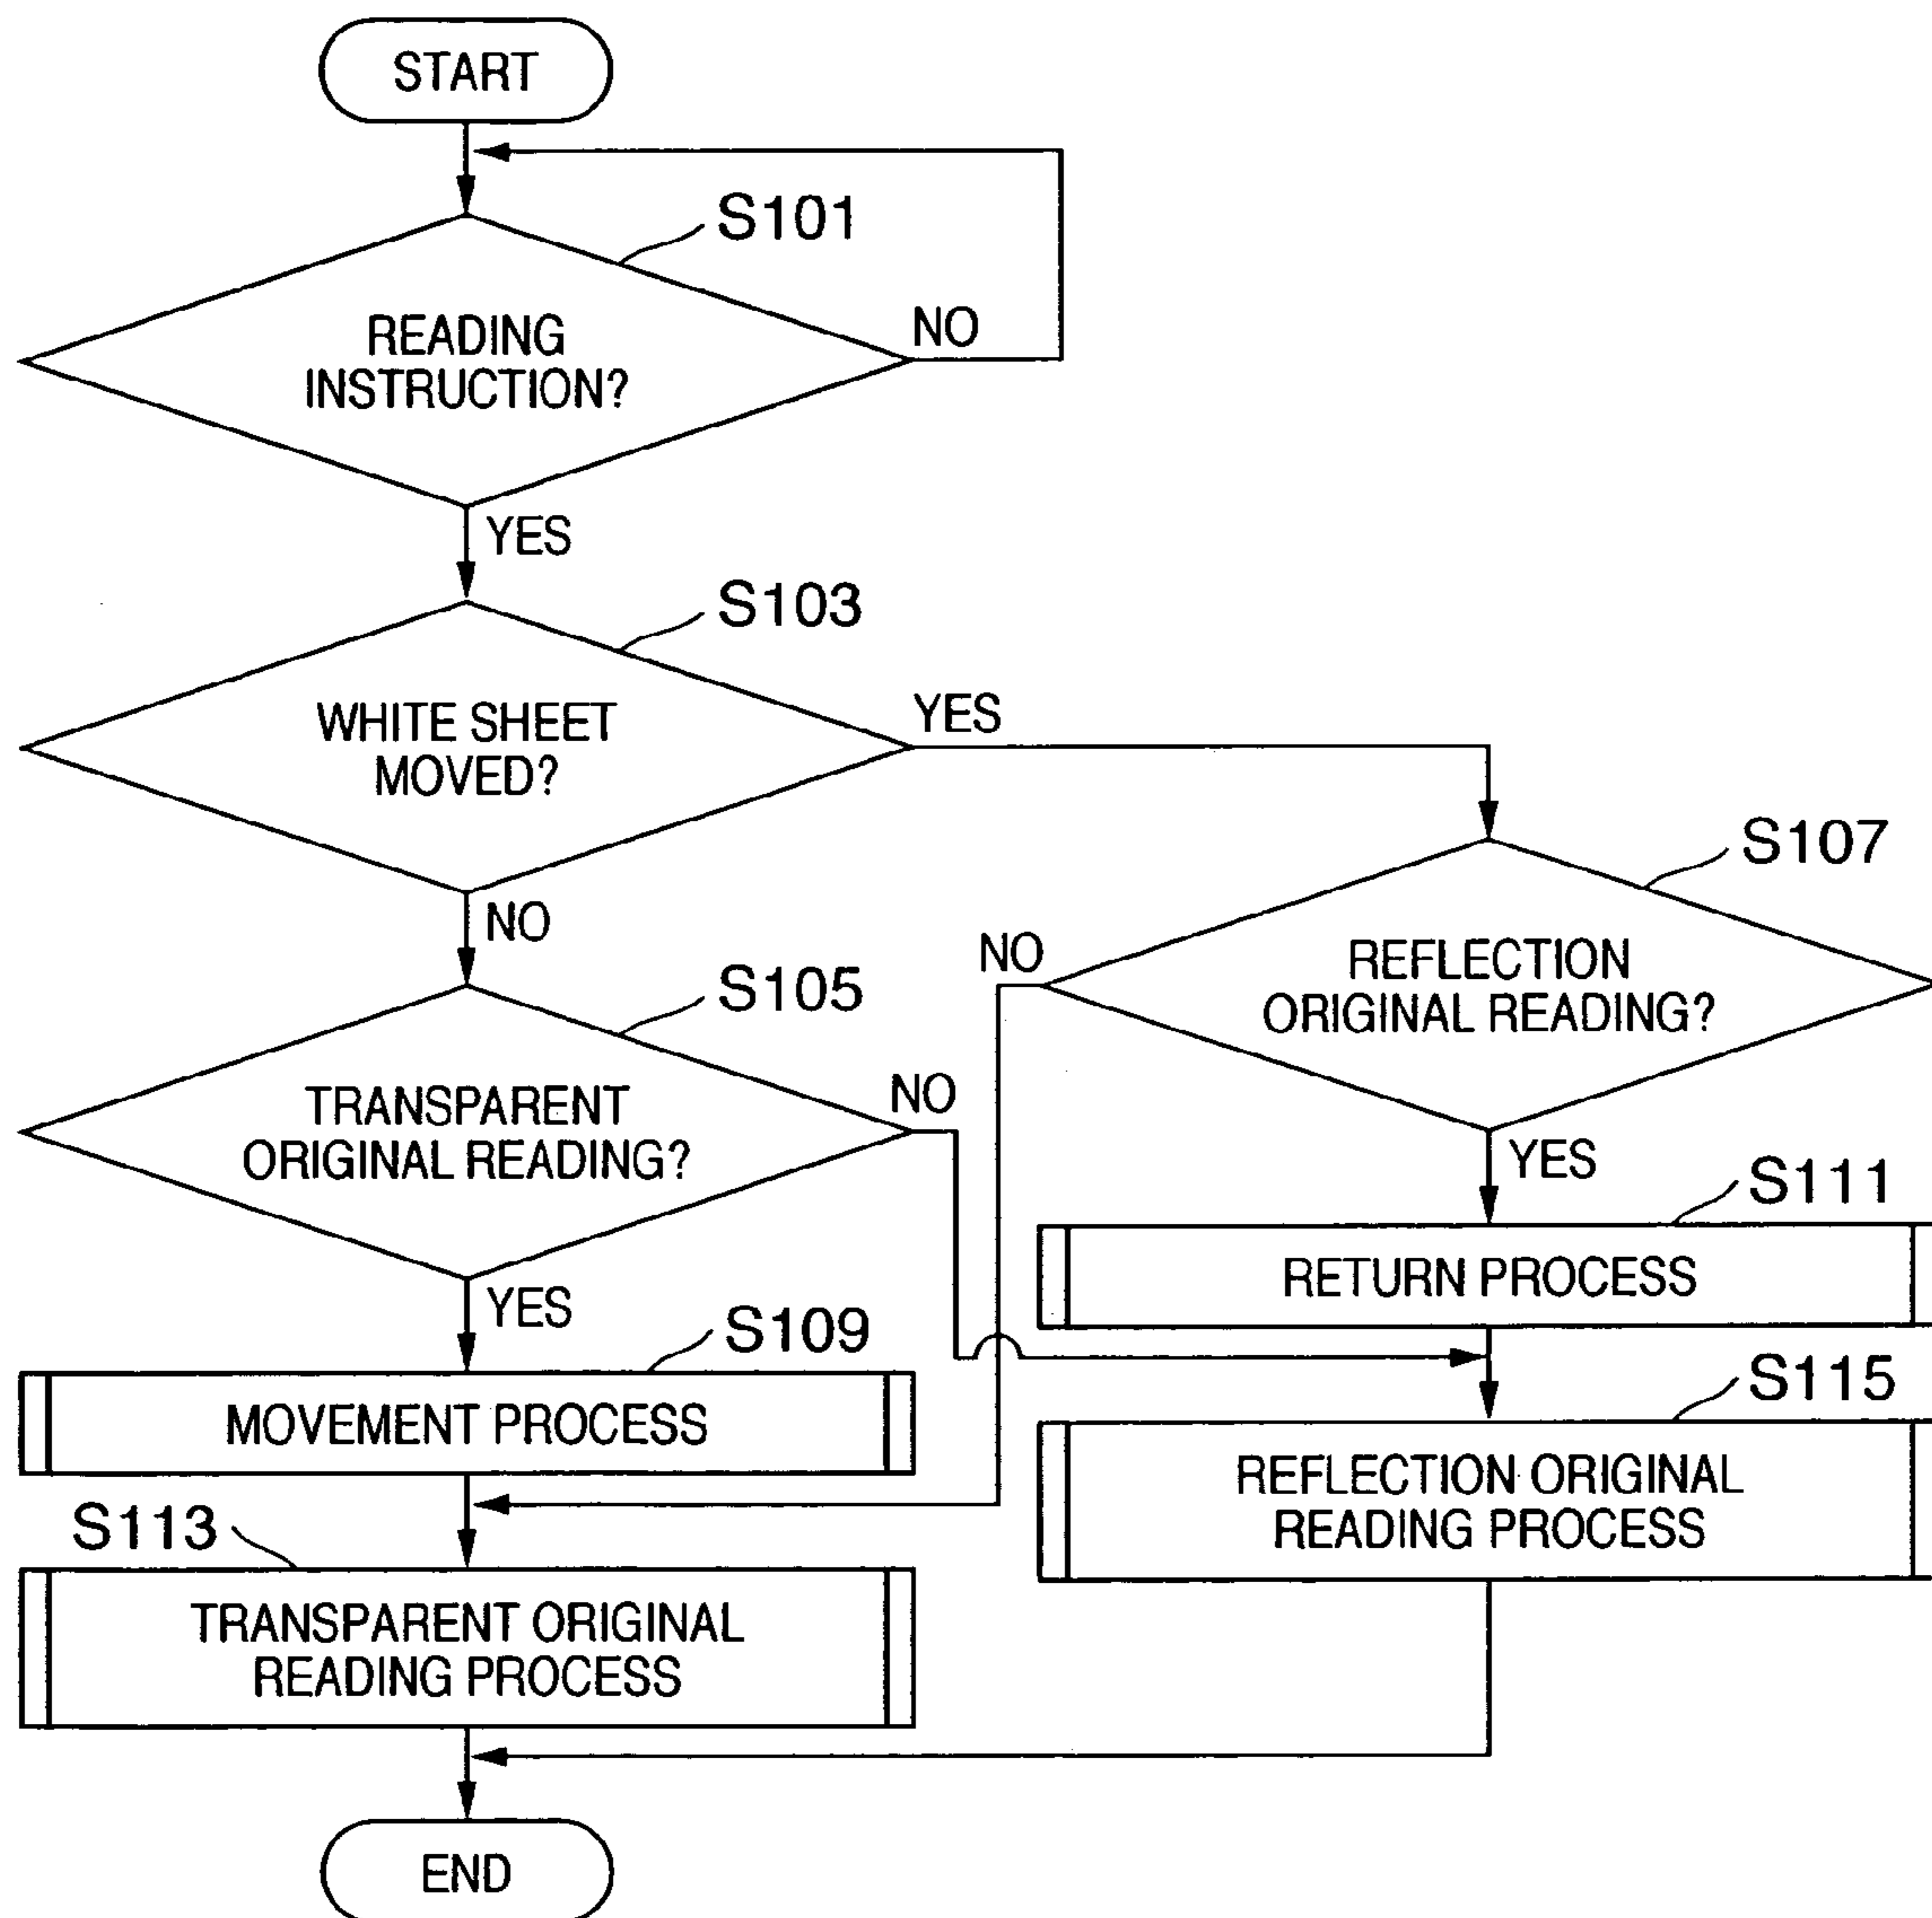 START
S101
READING
INSTRUCTION?
NO
YES
S103
WHITE SHEET
MOVED?
YES
NO
S107
REFLECTION
ORIGINAL READING?
NO
YES
S105
TRANSPARENT
ORIGINAL READING?
NO
YES
S111
RETURN PROCESS
S109
MOVEMENT PROCESS
S115
REFLECTION ORIGINAL
READING PROCESS
S113
TRANSPARENT ORIGINAL
READING PROCESS
END